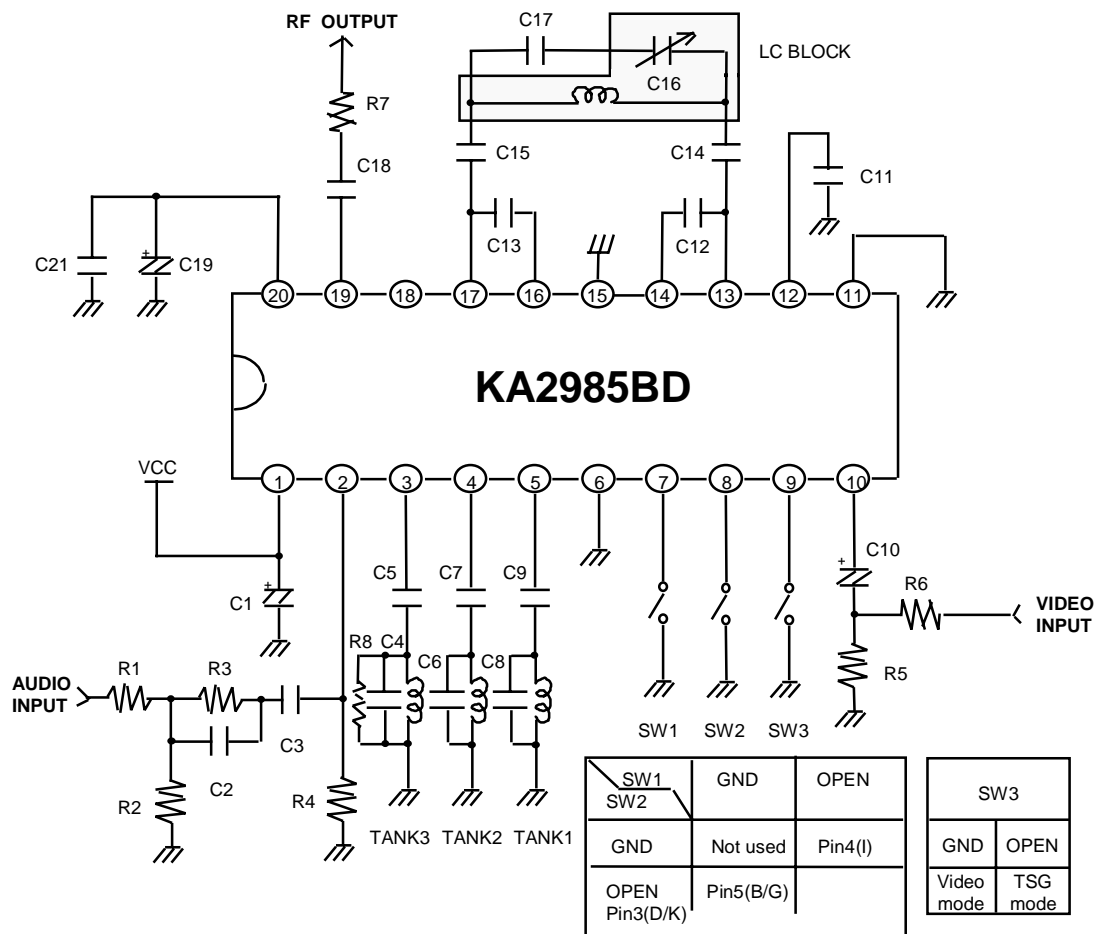 RF OUTPUT
C17
LC BLOCK
C16
R7
C15
C14
C18
C11
C13
C12
C21
+
C19
20
19
18
17
16
15
14
13
12
11
KA2985BD
VCC
1
2
3
4
5
6
7
8
9
10
C5
C7
C9
+
C10
R6
VIDEO
INPUT
+
C1
R8
C4
C6
C8
R5
R1
R3
AUDIO
INPUT
C3
C2
R2
R4
SW1
SW2
SW3
TANK3
TANK2
TANK1
SW1
SW2
GND
OPEN
GND
Not used
Pin4(I)
OPEN
Pin3(D/K)
Pin5(B/G)
SW3
GND
OPEN
Video
mode
TSG
mode